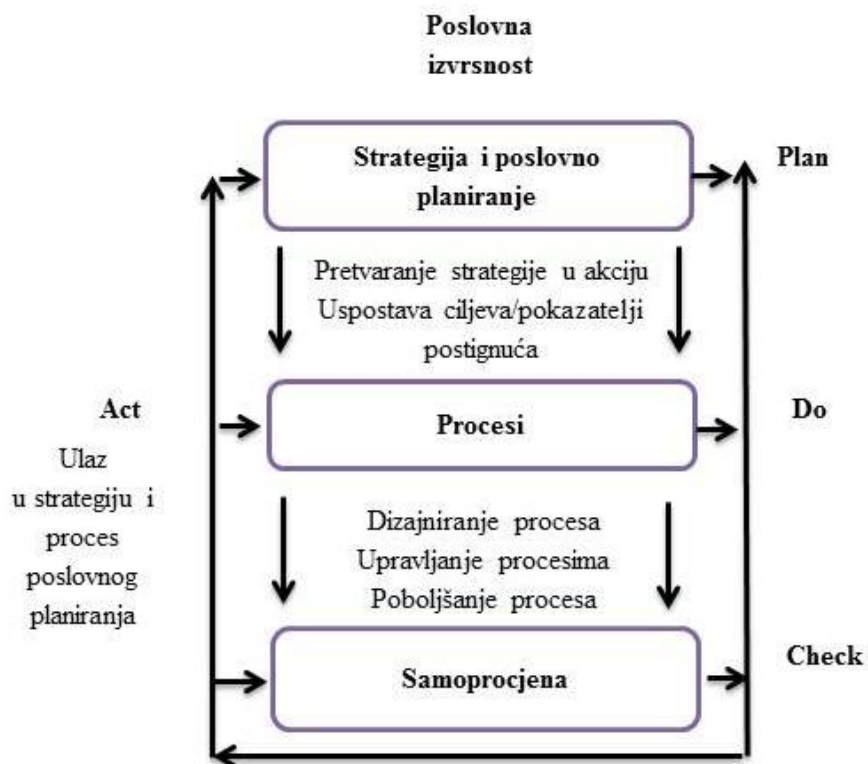 Poslovna
izvrsnost
Strategija i poslovno
planiranje
Plan
Pretvaranje strategije u akciju
Uspostava ciljeva/pokazatelji
postignuća
Act
Ulaz
u strategiju i
proces
poslovnog
planiranja
Procesi
Do
Dizajniranje procesa
Upravljanje procesima
Poboljšanje procesa
Samoprocjena
Check